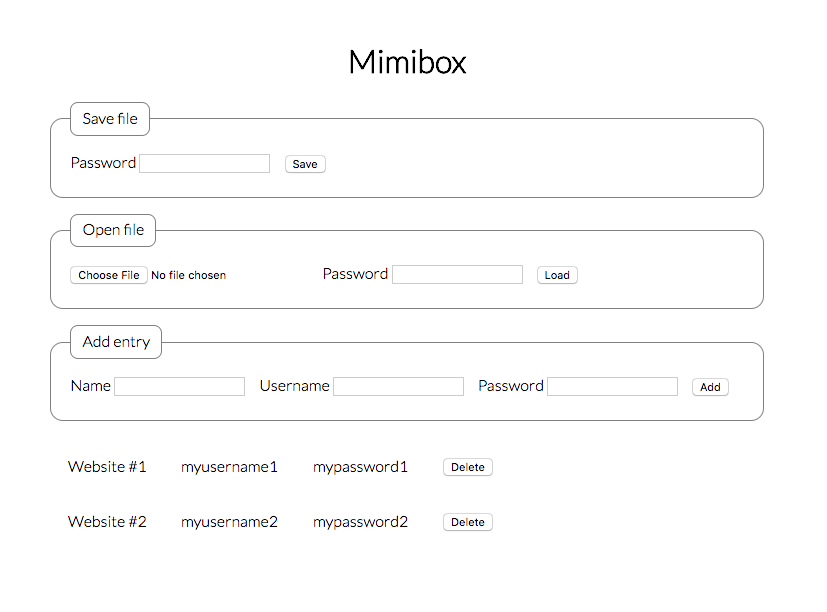 Mimibox
Save file
Password Save
Open file
Choose File No file chosen Password Load
Add entry
Name Username Password Add
Website #1 myusername1 mypassword1 Delete
Website #2 myusername2 mypassword2 Delete